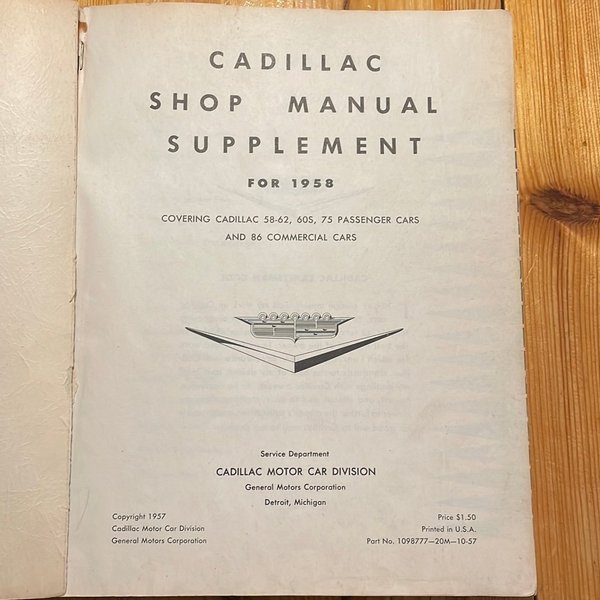 CADILLAC
SHOP MANUAL
SUPPLEMENT
FOR 1958
COVERING CADILLAC 58-62, 60S, 75 PASSENGER CARS
AND 86 COMMERCIAL CARS
Service Department
CADILLAC MOTOR CAR DIVISION
General Motors Corporation
Detroit, Michigan
Copyright 1957
Cadillac Motor Car Division
General Motors Corporation
Price $1.50
Printed in U.S.A.
Part No. 1098777—20M—10-57